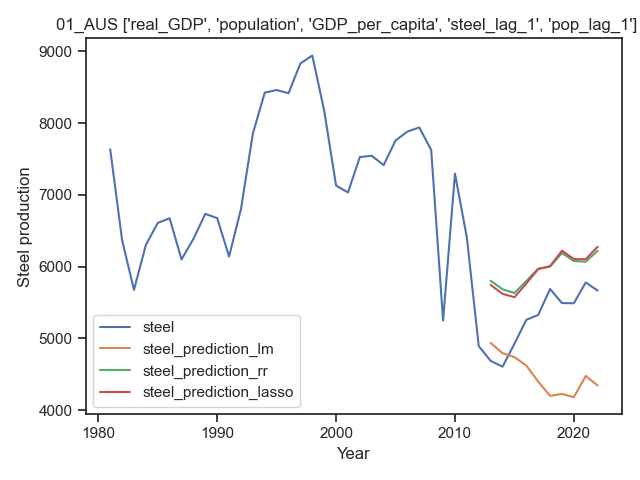 01_AUS ['real_GDP', 'population', 'GDP_per_capita', 'steel_lag_1', 'pop_lag_1']
9000
8000
7000
6000
5000
4000
Steel production
steel
steel_prediction_lm
steel_prediction_rr
steel_prediction_lasso
1980
1990
2000
2010
2020
Year